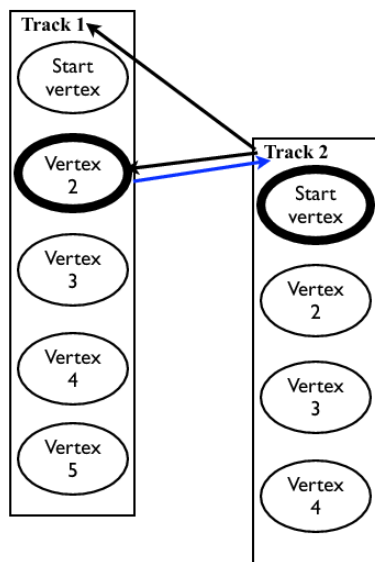 Track 1
Start
vertex
Vertex
2
Vertex
3
Vertex
4
Vertex
5
Track 2
Start
vertex
Vertex
2
Vertex
3
Vertex
4